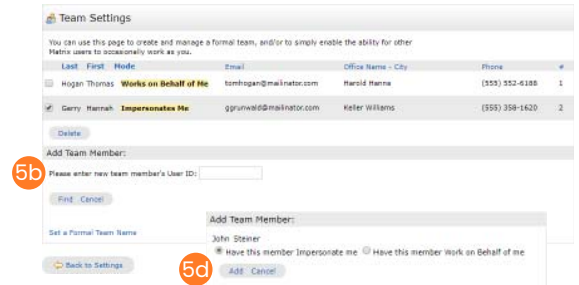 Team Settings
You can use this page to create and manage a formal team, and/or to simply enable the ability for other
Matrix users to occasionally work as you.
Last First Mode Email Office Name - City Phone #
Hogan Thomas Works on Behalf of Me tomhogan@mailinator.com Harold Hanna (555) 552-6188 1
Gerry Hannah Impersonates Me ggrunwald@mailinator.com Keller Williams (555) 358-1620 2
Delete
Add Team Member:
5b
Please enter new team member's User ID:
Find Cancel
Set a Formal Team Name
Back to Settings
Add Team Member:
John Steiner
Have this member Impersonate me Have this member Work on Behalf of me
5d
Add Cancel